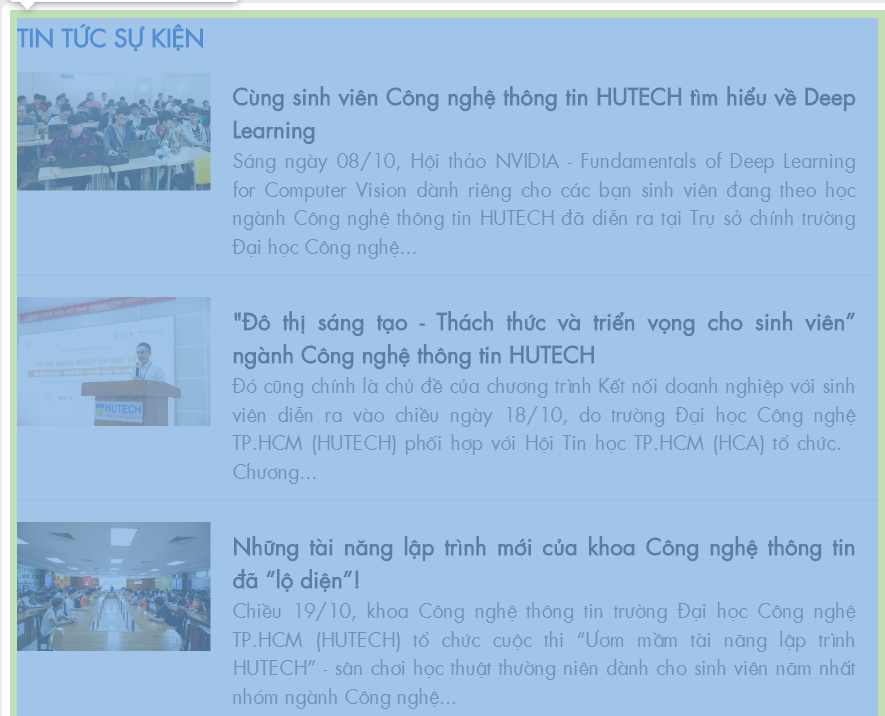 TIN TỨC SỰ KIỆN
Cùng sinh viên Công nghệ thông tin HUTECH tìm hiểu về Deep
Learning
Sáng ngày 08/10, Hội thảo NVIDIA - Fundamentals of Deep Learning
for Computer Vision dành riêng cho các bạn sinh viên đang theo học
ngành Công nghệ thông tin HUTECH đã diễn ra tại Trụ sở chính trường
Đại học Công nghệ...
"Đô thị sáng tạo - Thách thức và triển vọng cho sinh viên”
ngành Công nghệ thông tin HUTECH
Đó cũng chính là chủ đề của chương trình Kết nối doanh nghiệp với sinh
viên diễn ra vào chiều ngày 18/10, do trường Đại học Công nghệ
TP.HCM (HUTECH) phối hợp với Hội Tin học TP.HCM (HCA) tổ chức.
Chương...
HUTECH
Những tài năng lập trình mới của khoa Công nghệ thông tin
đã “lộ diện”!
Chiều 19/10, khoa Công nghệ thông tin trường Đại học Công nghệ
TP.HCM (HUTECH) tổ chức cuộc thi “Ươm mầm tài năng lập trình
HUTECH” - sân chơi học thuật thường niên dành cho sinh viên năm nhất
nhóm ngành Công nghệ...